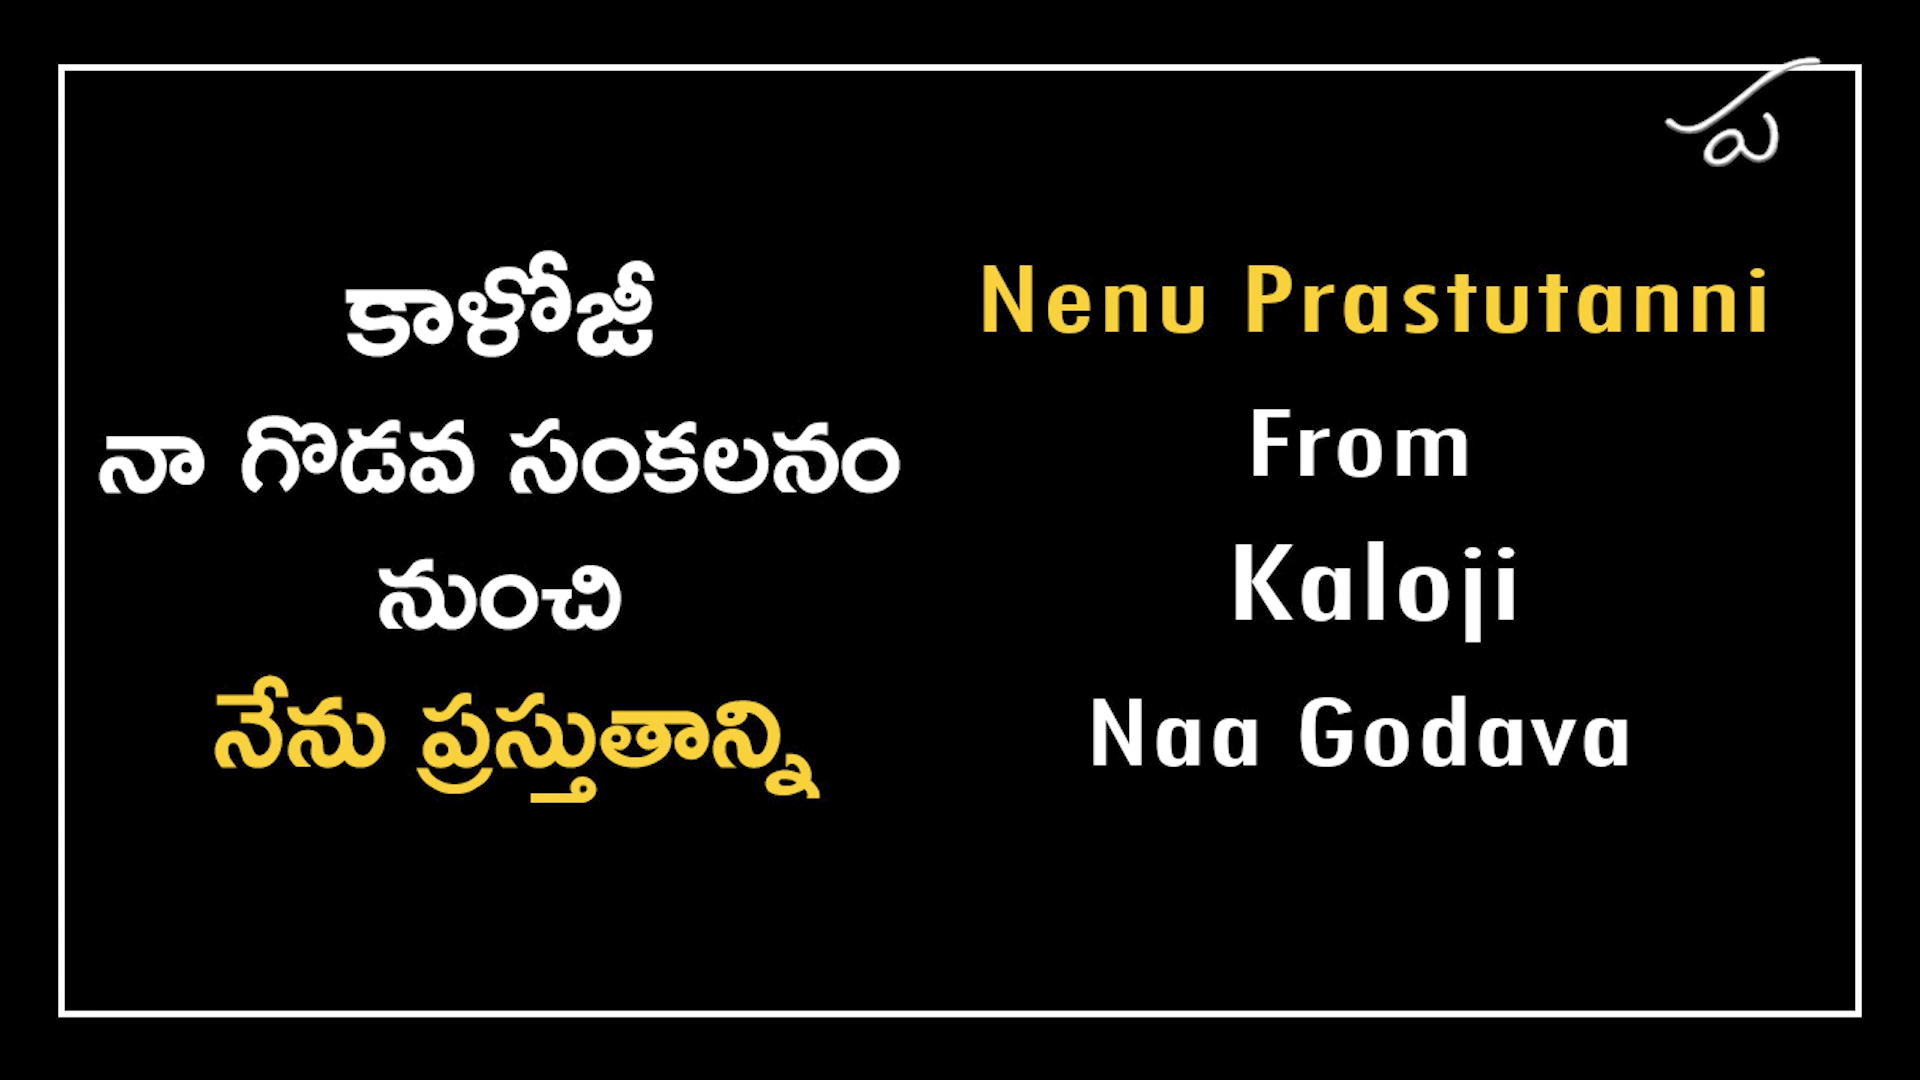 కాళోజీ
నా గొడవ సంకలనం
నుంచి
నేను ప్రస్తుతాన్ని
Nenu Prastutanni
From
Kaloji
Naa Godava